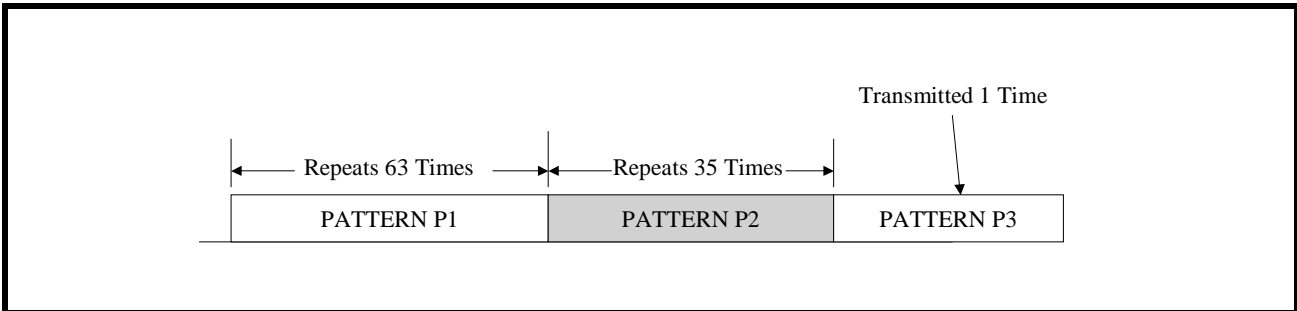 Transmitted 1 Time
Repeats 63 Times
Repeats 35 Times
PATTERN P1
PATTERN P2
PATTERN P3